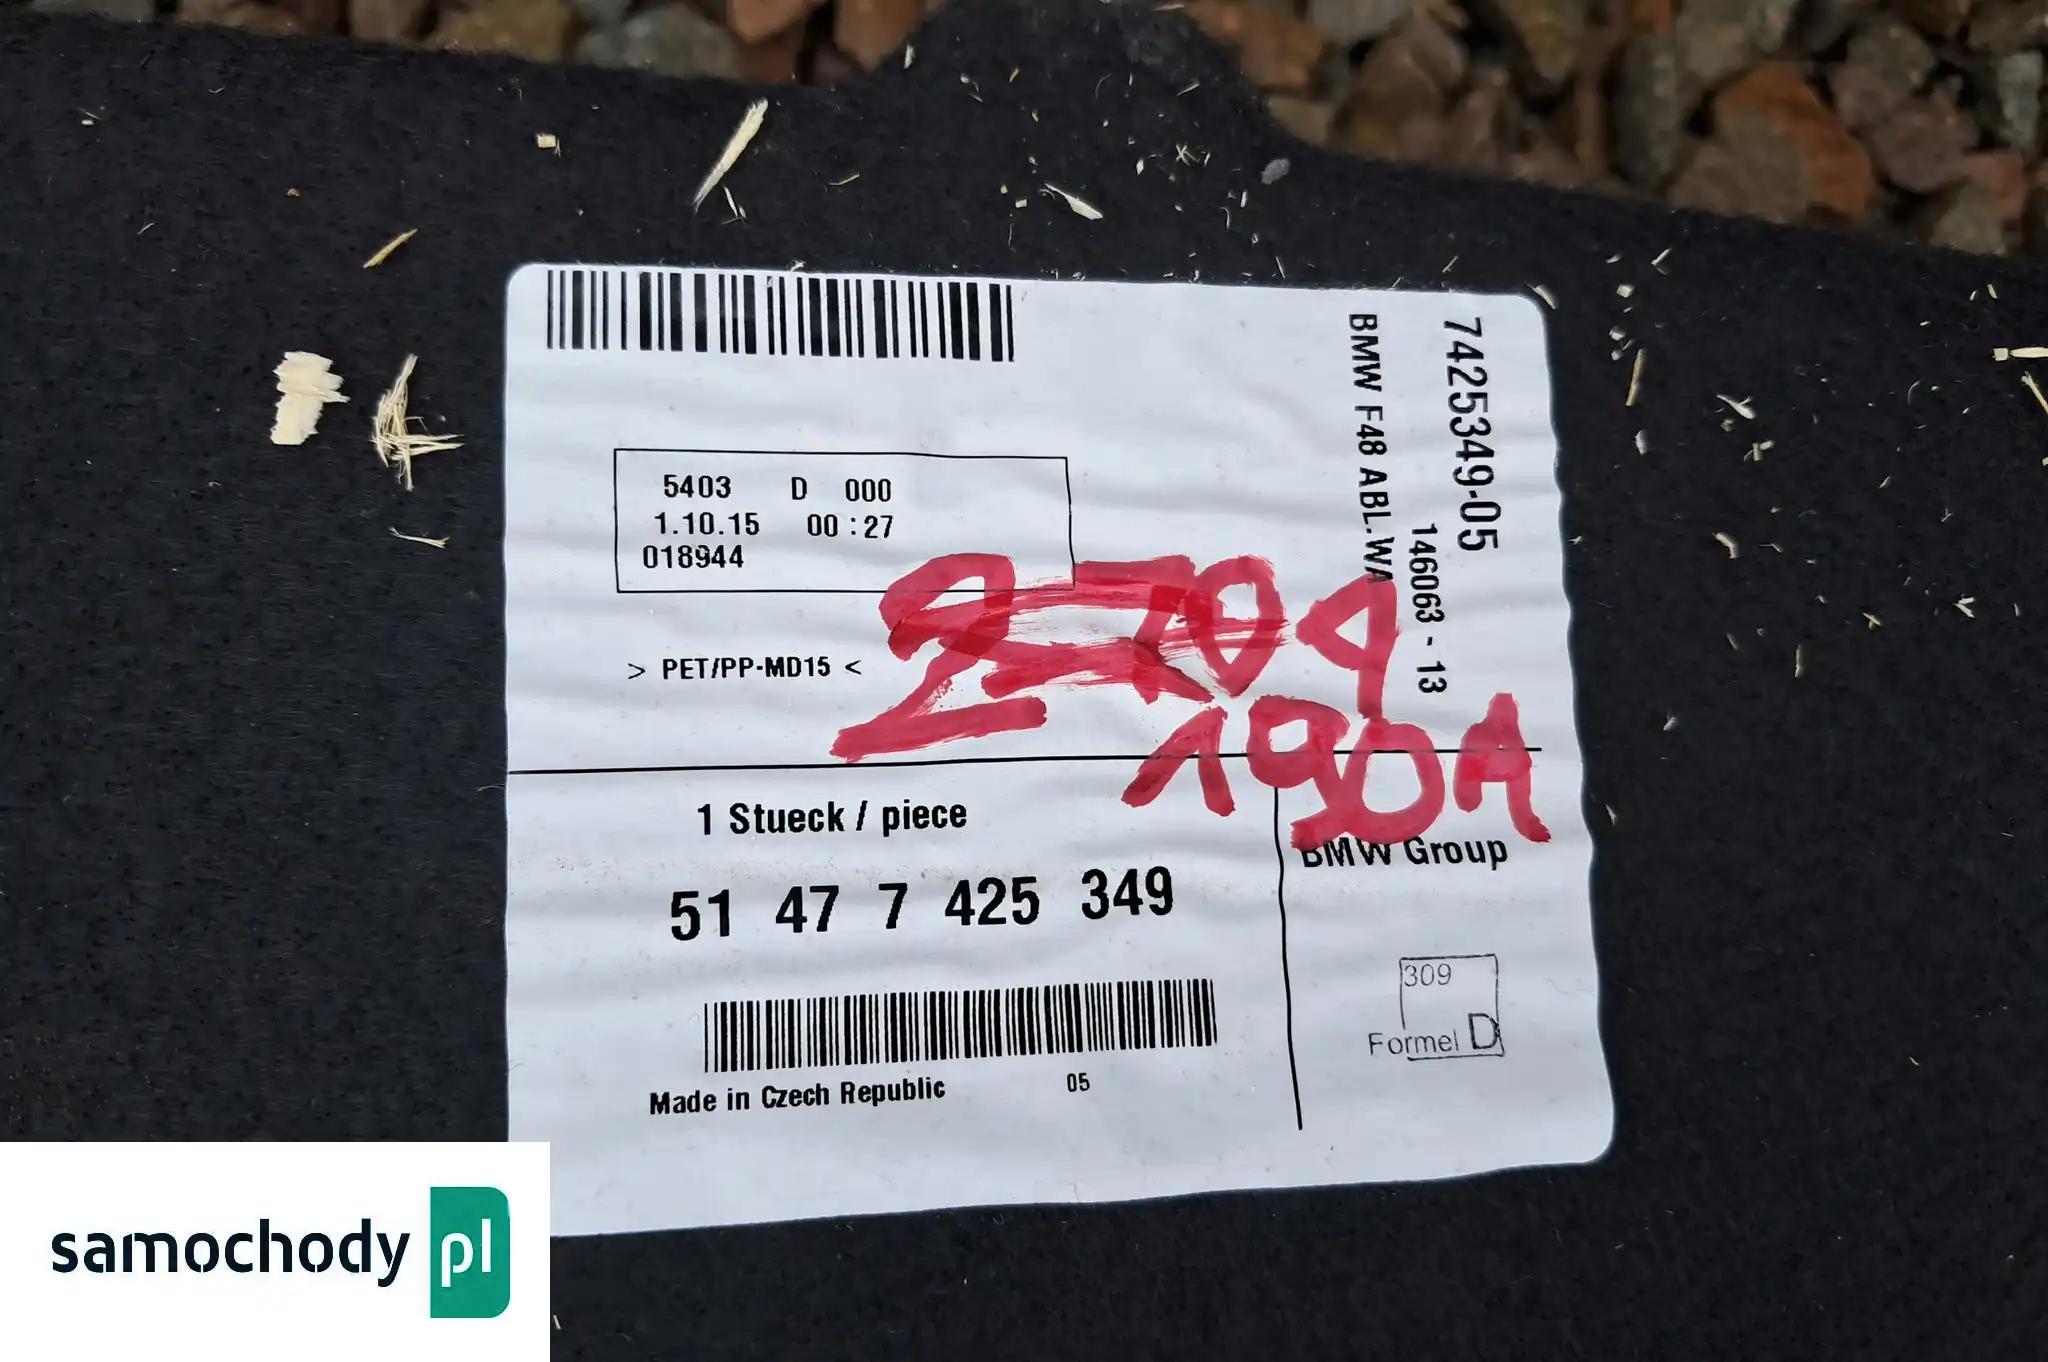 7425349-05
146063 - 13
BMW F48 ABL.WA
5403 D 000
1.10.15 00:27
018944
> PET/PP-MD15 <
190A
1 Stueck / piece
51 47 7 425 349
BMW Group
309
Formel D
Made in Czech Republic 05
samochody pl